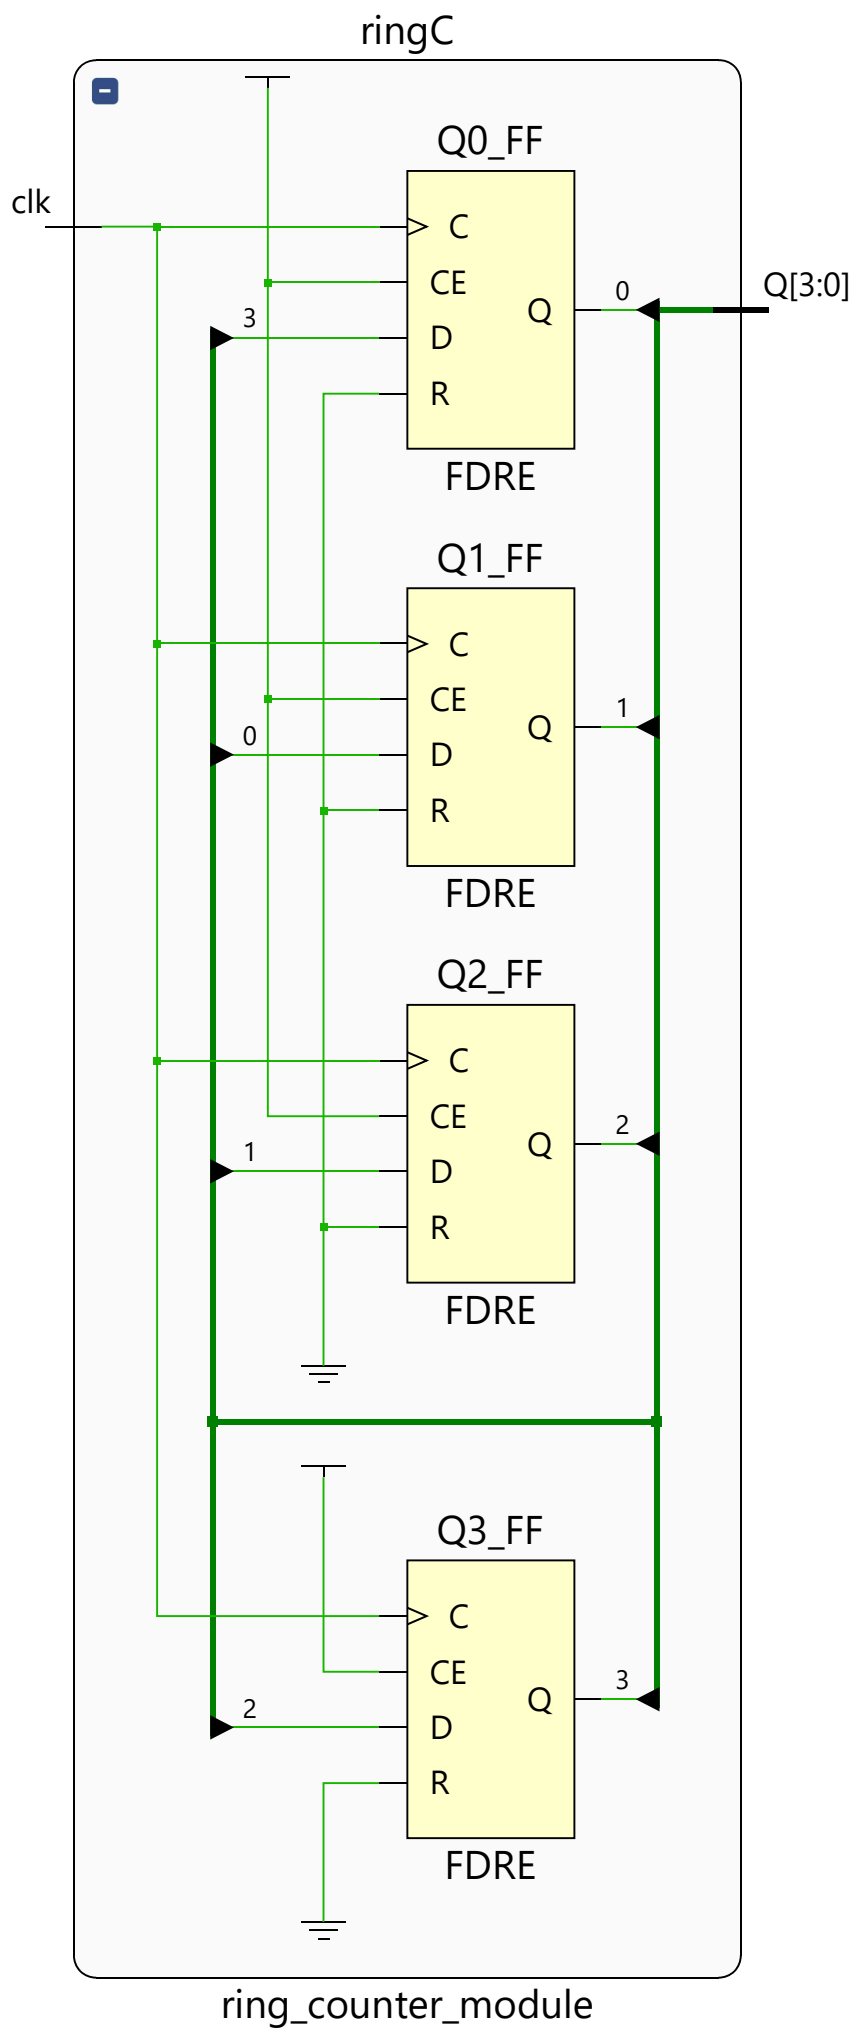 ringC
Q0_FF
clk
C
CE
Q[3:0]
0
Q
3
D
R
FDRE
Q1_FF
C
CE
1
Q
0
D
R
FDRE
Q2_FF
C
CE
2
Q
1
D
R
FDRE
Q3_FF
C
CE
3
Q
2
D
R
FDRE
ring_counter_module